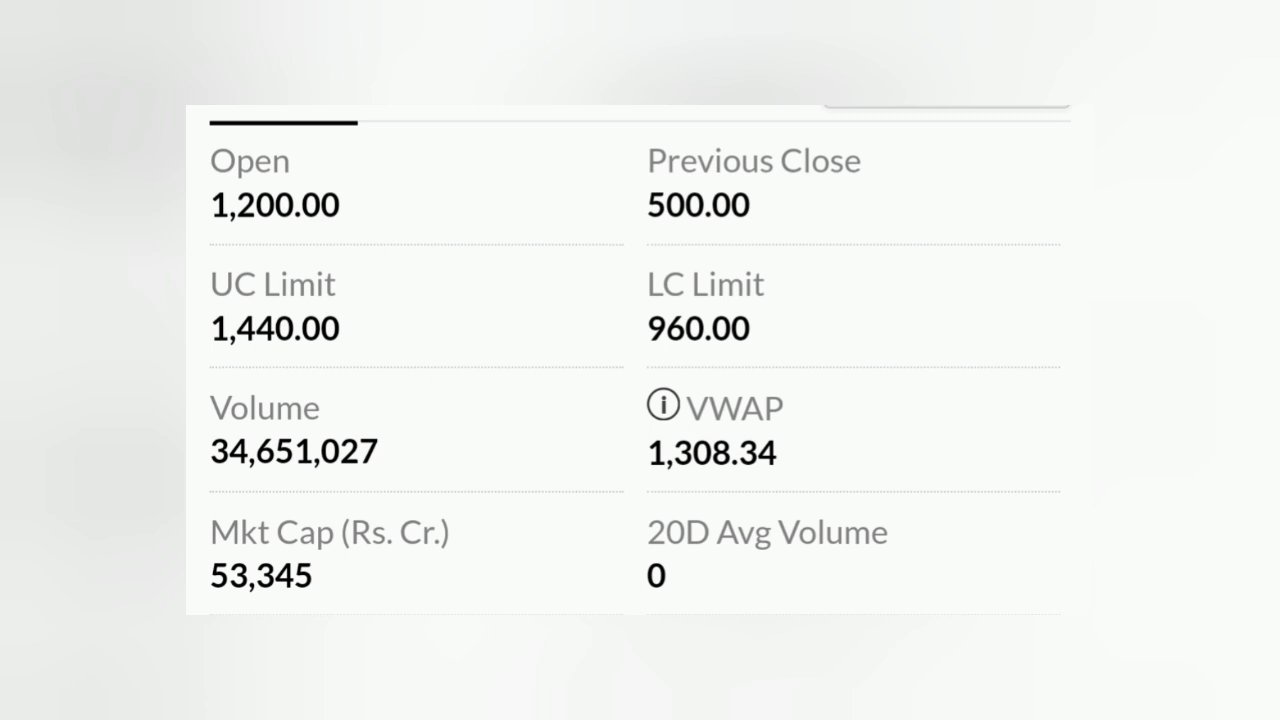 Open
Previous Close
1,200.00
500.00
UC Limit
LC Limit
1,440.00
960.00
Volume
VWAP
34,651,027
1,308.34
Mkt Cap (Rs. Cr.)
20D Avg Volume
53,345
0